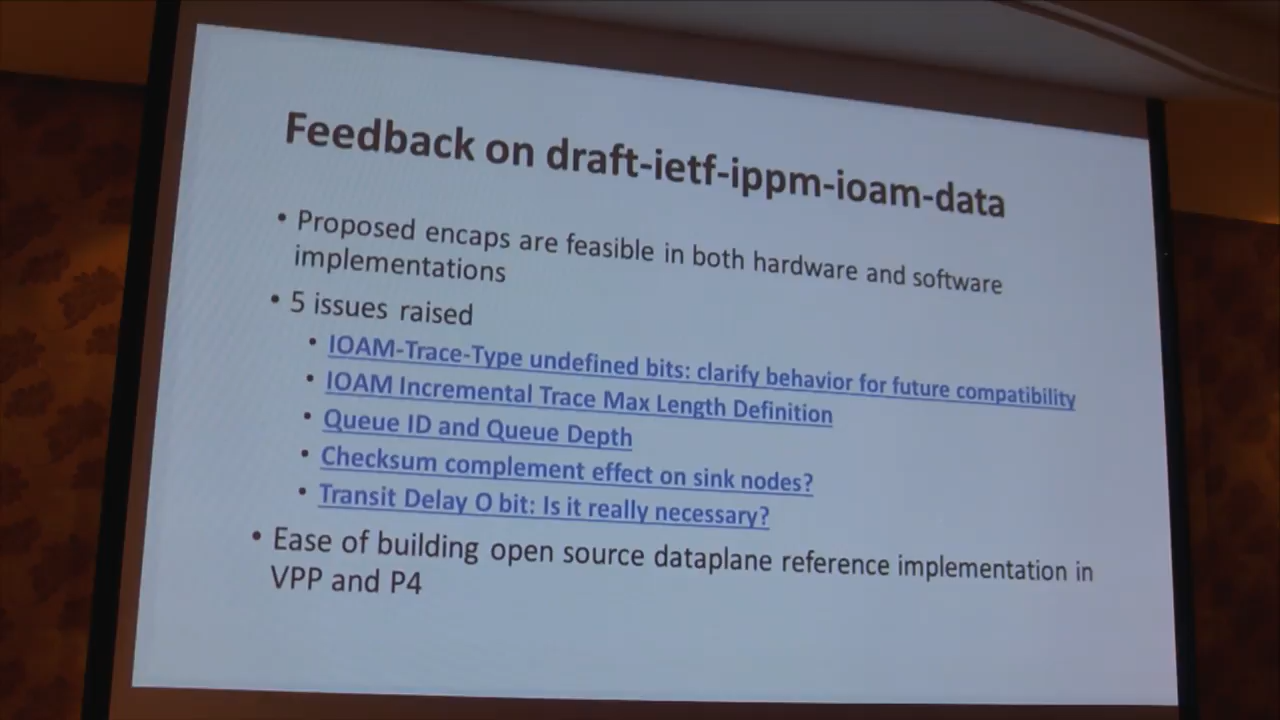 Feedback on draft-ietf-ippm-ioam-data
• Proposed encaps are feasible in both hardware and software
implementations
• 5 issues raised
• IOAM-Trace-Type undefined bits: clarify behavior for future compatibility
• IOAM Incremental Trace Max Length Definition
• Queue ID and Queue Depth
• Checksum complement effect on sink nodes?
• Transit Delay O bit: Is it really necessary?
• Ease of building open source dataplane reference implementation in
VPP and P4